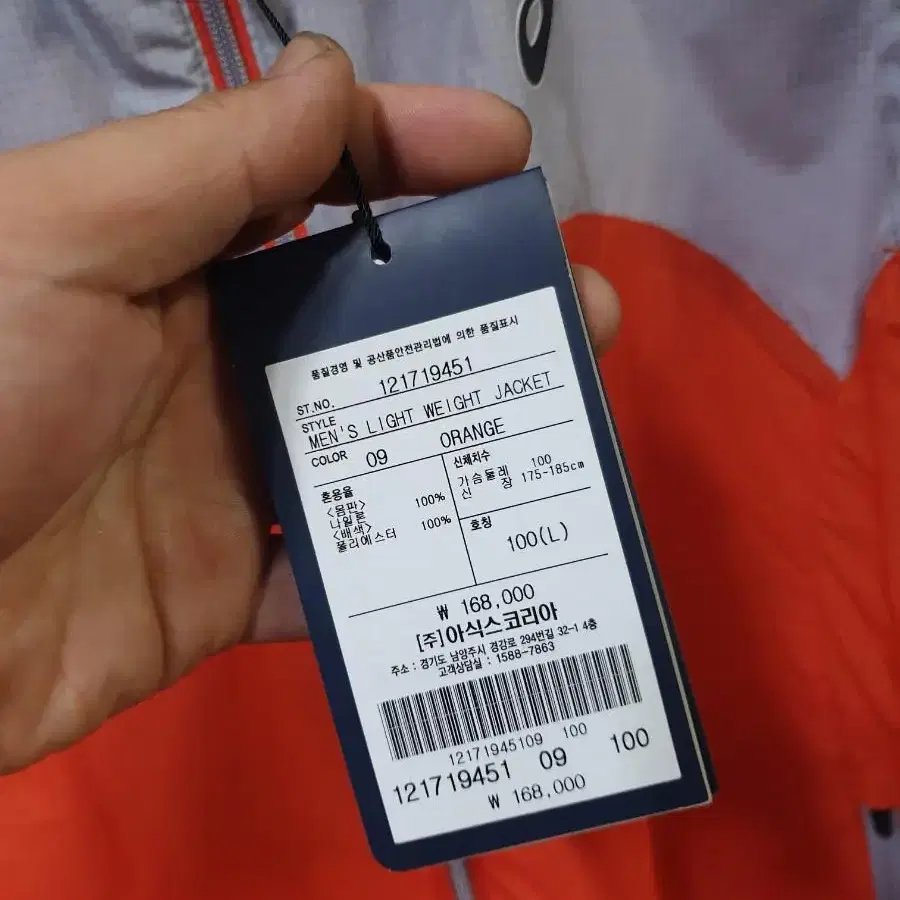 품질경영 및 공산품안전관리법에 의한 품질표시
ST.NO. 121719451
STYLE
MEN'S LIGHT WEIGHT JACKET
COLOR 09 ORANGE
혼용율
<몸판>
나일론 100%
<배색>
폴리에스터 100%
신체치수
가슴둘레 100
신 장 175-185cm
호칭
100(L)
₩ 168,000
[주]아식스코리아
주소 : 경기도 남양주시 경강로 294번길 32-1 4층
고객상담실 : 1588-7863
12171945109 100
121719451 09 100
₩ 168,000